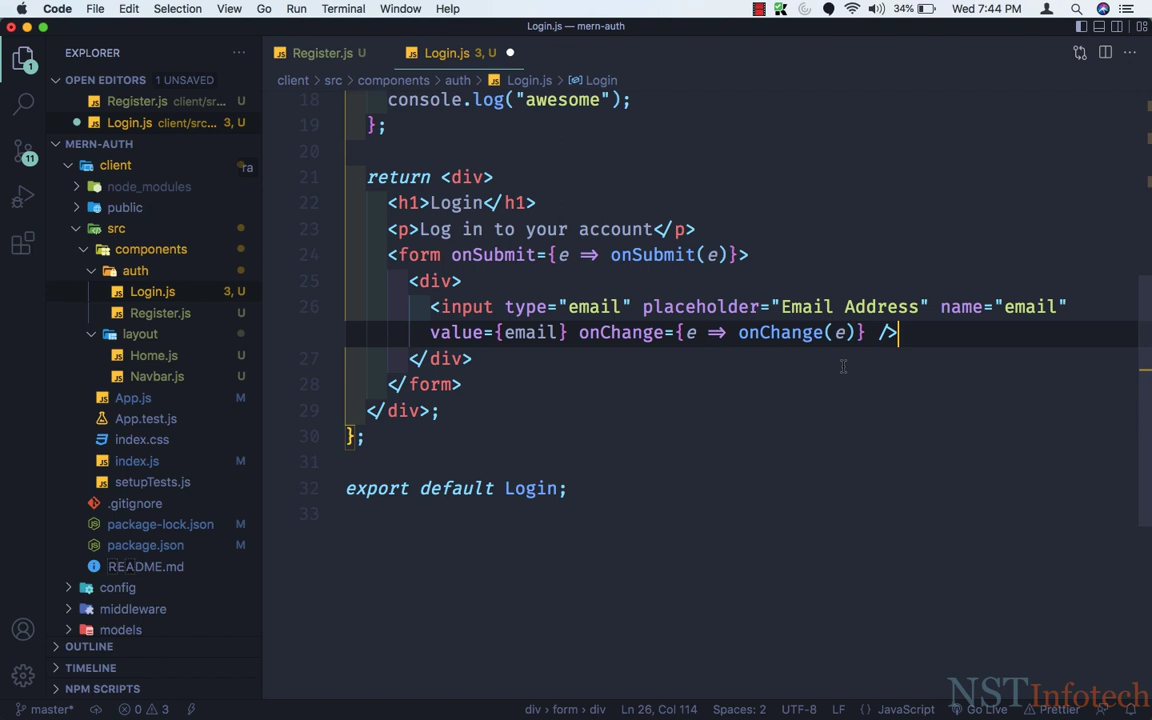 Code File Edit Selection View Go Run Terminal Window Help 34% Wed 7:44 PM
Login.js — mern-auth
EXPLORER
Register.js U
Login.js 3, U
OPEN EDITORS 1 UNSAVED
client > src > components > auth > Login.js > Login
Register.js client/sr... U
Login.js client/src... 3, U
MERN-AUTH
client
ra
node_modules
public
src
components
auth
Login.js 3, U
Register.js U
layout
Home.js U
Navbar.js U
App.js M
App.test.js
index.css
index.js M
setupTests.js
.gitignore
package-lock.json M
package.json M
README.md
config
middleware
models
OUTLINE
TIMELINE
NPM SCRIPTS
1
11
18 console.log("awesome");
19 };
20
21 return <div>
22 <h1>Login</h1>
23 <p>Log in to your account</p>
24 <form onSubmit={e => onSubmit(e)}>
25 <div>
26 <input type="email" placeholder="Email Address" name="email"
value={email} onChange={e => onChange(e)} />
27 </div>
28 </form>
29 </div>;
30 };
31
32 export default Login;
33
NSTInfotech
master* 0 3 div > form > div Ln 26, Col 114 Spaces: 2 UTF-8 LF {} JavaScript Go Live Prettier